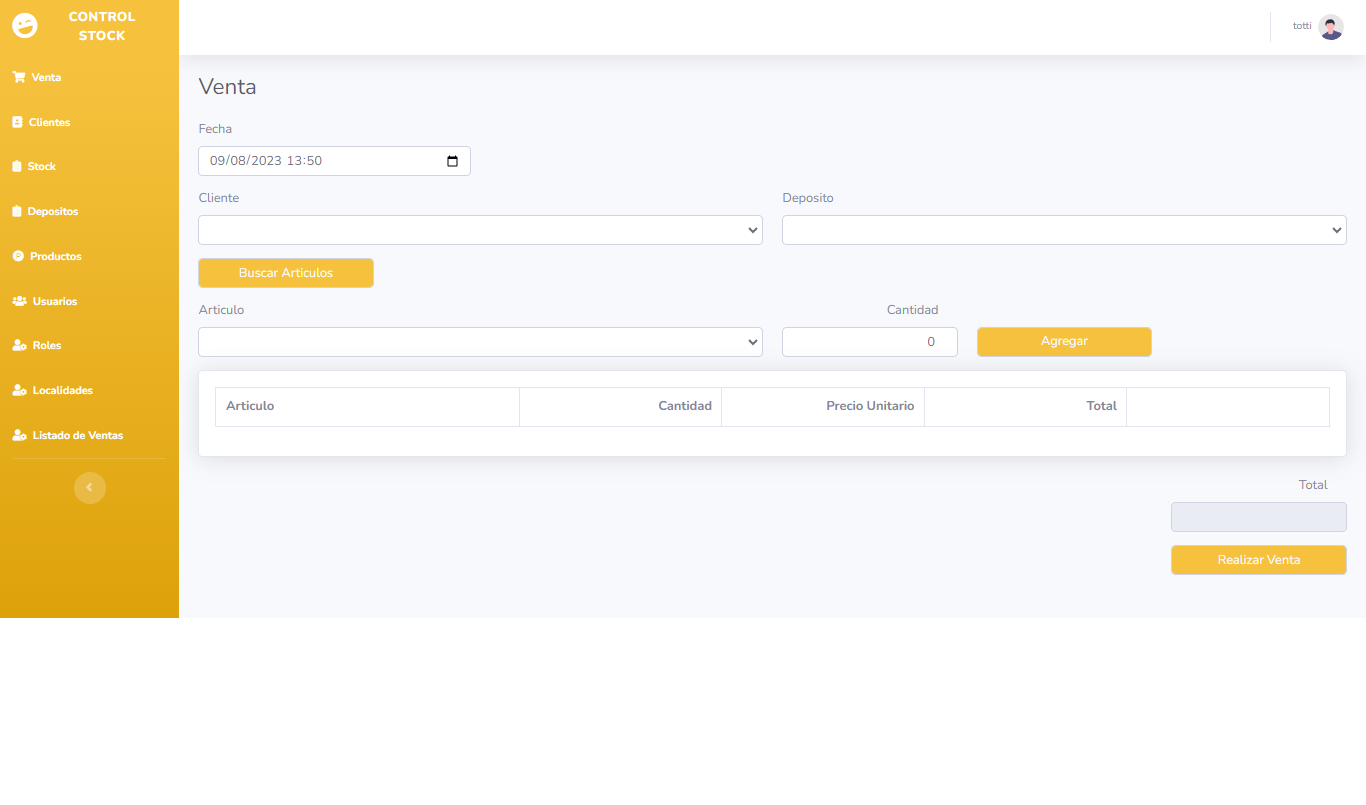 CONTROL
STOCK
totti
Venta
Clientes
Stock
Depositos
Productos
Usuarios
Roles
Localidades
Listado de Ventas
Venta
Fecha
09/08/2023 13:50
Cliente Deposito
Buscar Articulos
Articulo Cantidad
0 Agregar
Articulo Cantidad Precio Unitario Total
Total
Realizar Venta